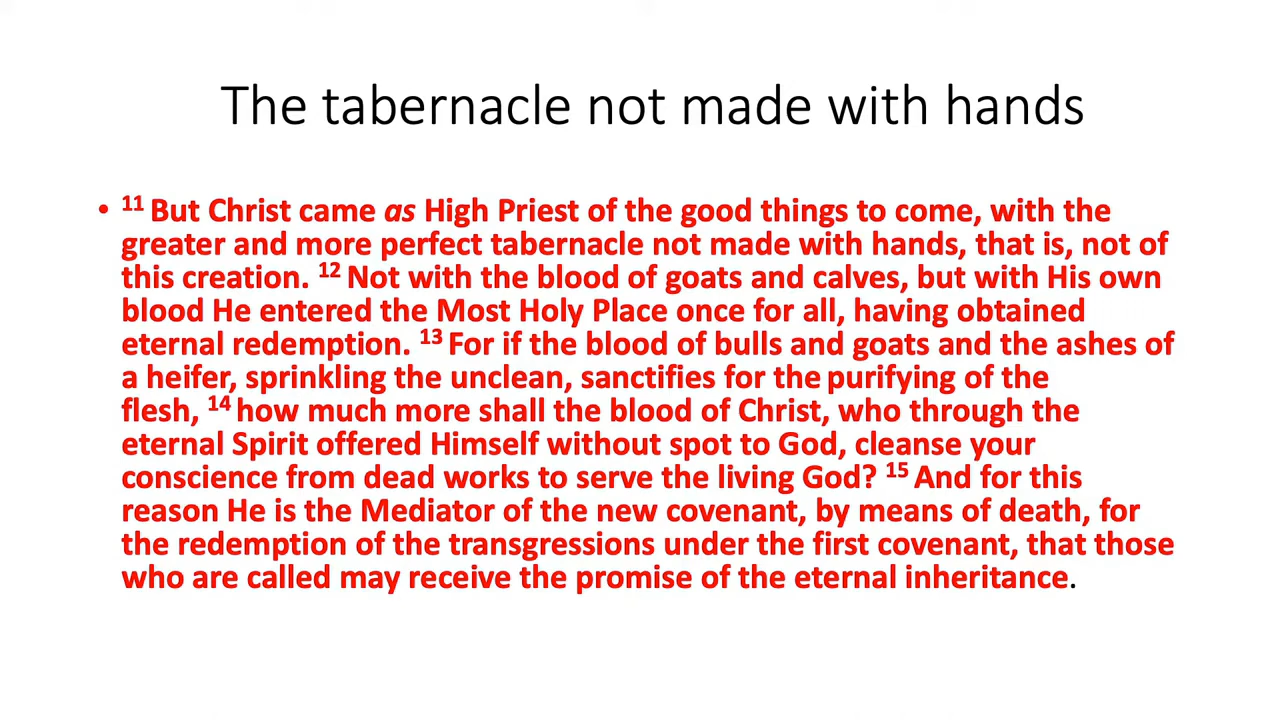 The tabernacle not made with hands
• 11 But Christ came as High Priest of the good things to come, with the
greater and more perfect tabernacle not made with hands, that is, not of
this creation. 12 Not with the blood of goats and calves, but with His own
blood He entered the Most Holy Place once for all, having obtained
eternal redemption. 13 For if the blood of bulls and goats and the ashes of
a heifer, sprinkling the unclean, sanctifies for the purifying of the
flesh, 14 how much more shall the blood of Christ, who through the
eternal Spirit offered Himself without spot to God, cleanse your
conscience from dead works to serve the living God? 15 And for this
reason He is the Mediator of the new covenant, by means of death, for
the redemption of the transgressions under the first covenant, that those
who are called may receive the promise of the eternal inheritance.